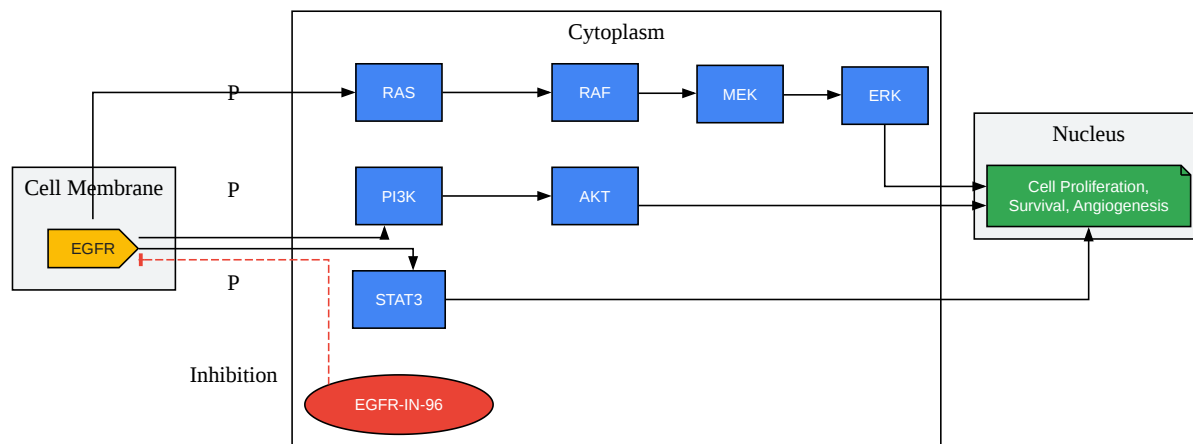 Cytoplasm
P
RAS
RAF
MEK
ERK
Nucleus
Cell Membrane
P
PI3K
AKT
Cell Proliferation,
Survival, Angiogenesis
EGFR
P
STAT3
Inhibition
EGFR-IN-96